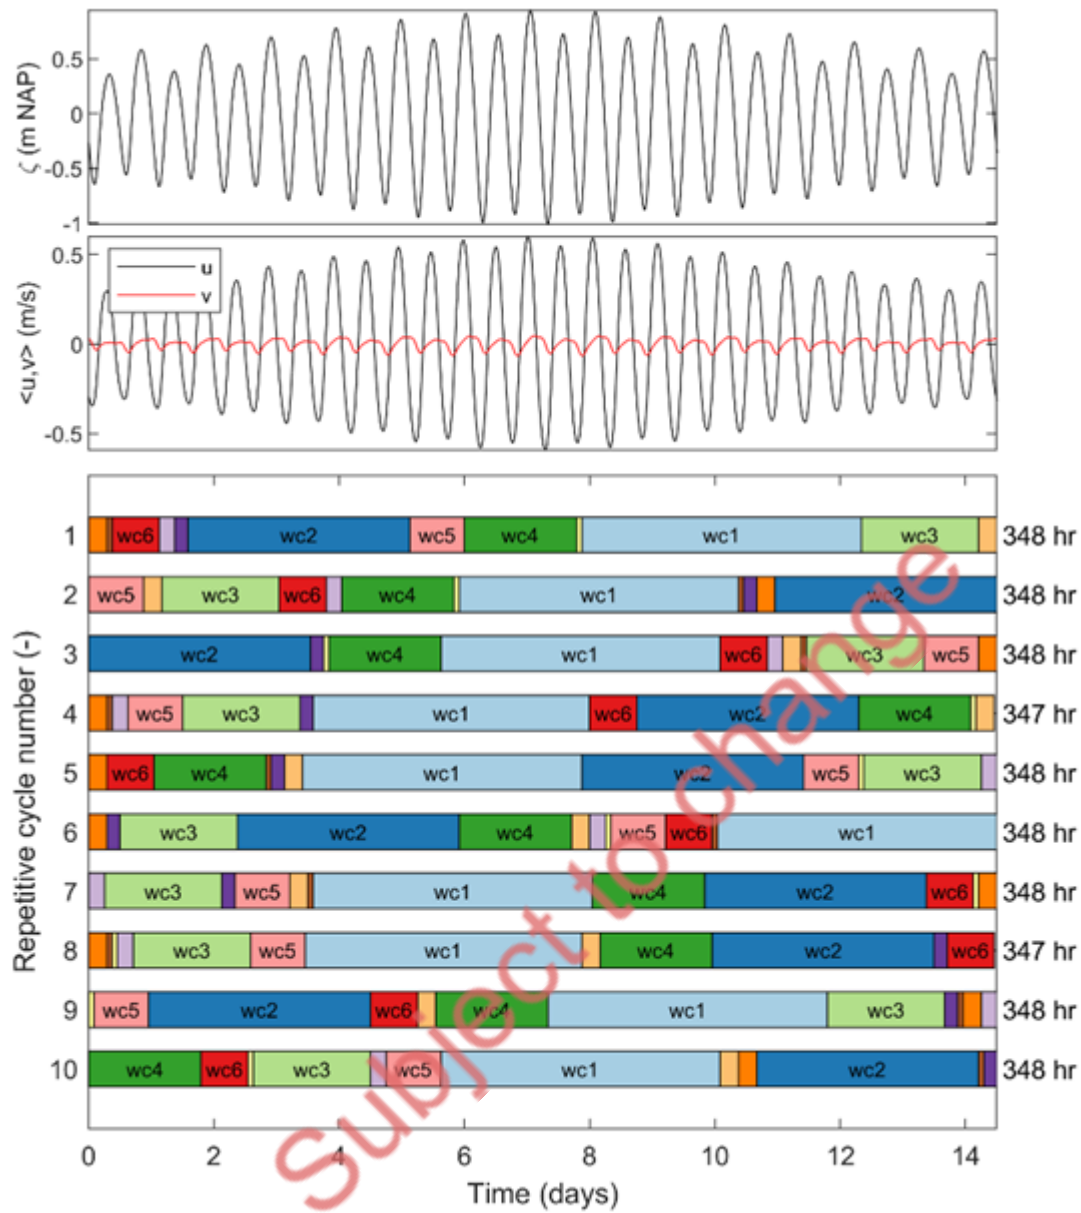 0.5
0
-0.5
-1
ζ (m NAP)
u
v
0.5
0
-0.5
<u,v> (m/s)
1 wc6 wc2 wc5 wc4 wc1 wc3 348 hr
2 wc5 wc3 wc6 wc4 wc1 wc2 348 hr
3 wc2 wc4 wc1 wc6 wc3 wc5 348 hr
4 wc5 wc3 wc1 wc6 wc2 wc4 347 hr
5 wc6 wc4 wc1 wc2 wc5 wc3 348 hr
6 wc3 wc2 wc4 wc5 wc6 wc1 348 hr
7 wc3 wc5 wc1 wc4 wc2 wc6 348 hr
8 wc3 wc5 wc1 wc4 wc2 wc6 347 hr
9 wc5 wc2 wc6 wc4 wc1 wc3 348 hr
10 wc4 wc6 wc3 wc5 wc1 wc2 348 hr
Repetitive cycle number (-)
0 2 4 6 8 10 12 14
Time (days)
Subject to change